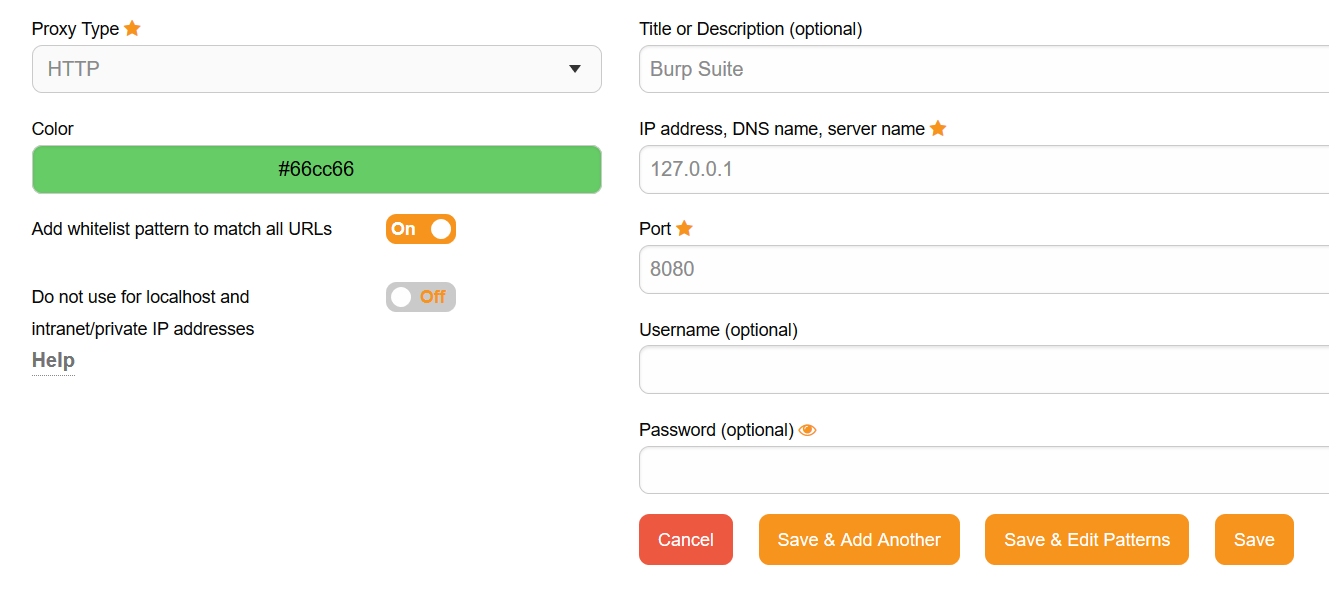 Proxy Type
HTTP
Color
#66cc66
Add whitelist pattern to match all URLs
On
Do not use for localhost and
intranet/private IP addresses
Off
Help
Title or Description (optional)
Burp Suite
IP address, DNS name, server name
127.0.0.1
Port
8080
Username (optional)
Password (optional)
Cancel
Save & Add Another
Save & Edit Patterns
Save